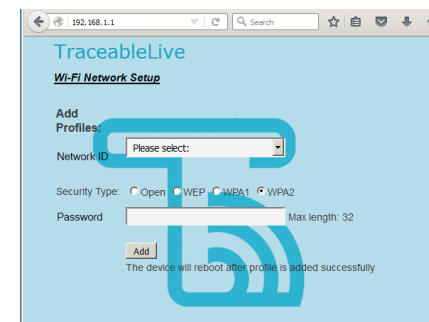 192.168.1.1 Search
TraceableLive
Wi-Fi Network Setup
Add
Profiles:
Network ID Please select:
Security Type: Open WEP WPA1 WPA2
Password Max length: 32
Add
The device will reboot after profile is added successfully